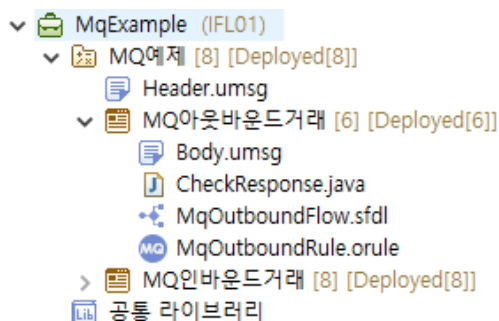 MqExample (IFL01)
MQ예제 [8] [Deployed[8]]
Header.umsg
MQ아웃바운드거래 [6] [Deployed[6]]
Body.umsg
J CheckResponse.java
MqOutboundFlow.sfdl
MQ MqOutboundRule.orule
MQ인바운드거래 [8] [Deployed[8]]
Lib 공통 라이브러리